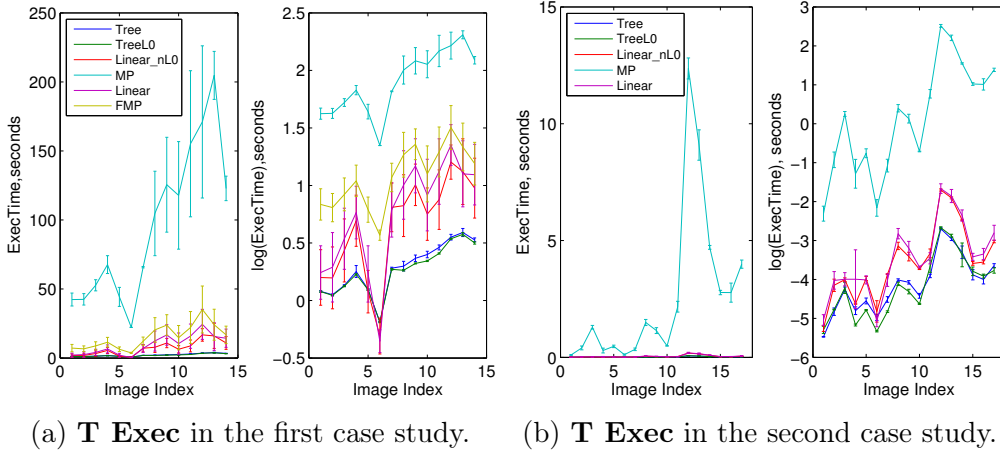 250
200
150
100
50
0
0
5
10
15
ExecTime,seconds
Image Index
Tree
TreeL0
Linear_nL0
MP
Linear
FMP
2.5
2
1.5
1
0.5
0
−0.5
0
5
10
15
log(ExecTime),seconds
Image Index
15
12
9
6
3
0
0
5
10
15
ExecTime, seconds
Image Index
Tree
TreeL0
Linear_nL0
MP
Linear
3
2
1
0
−1
−2
−3
−4
−5
−6
0
5
10
15
log(ExecTime), seconds
Image Index
(a) T Exec in the first case study.
(b) T Exec in the second case study.